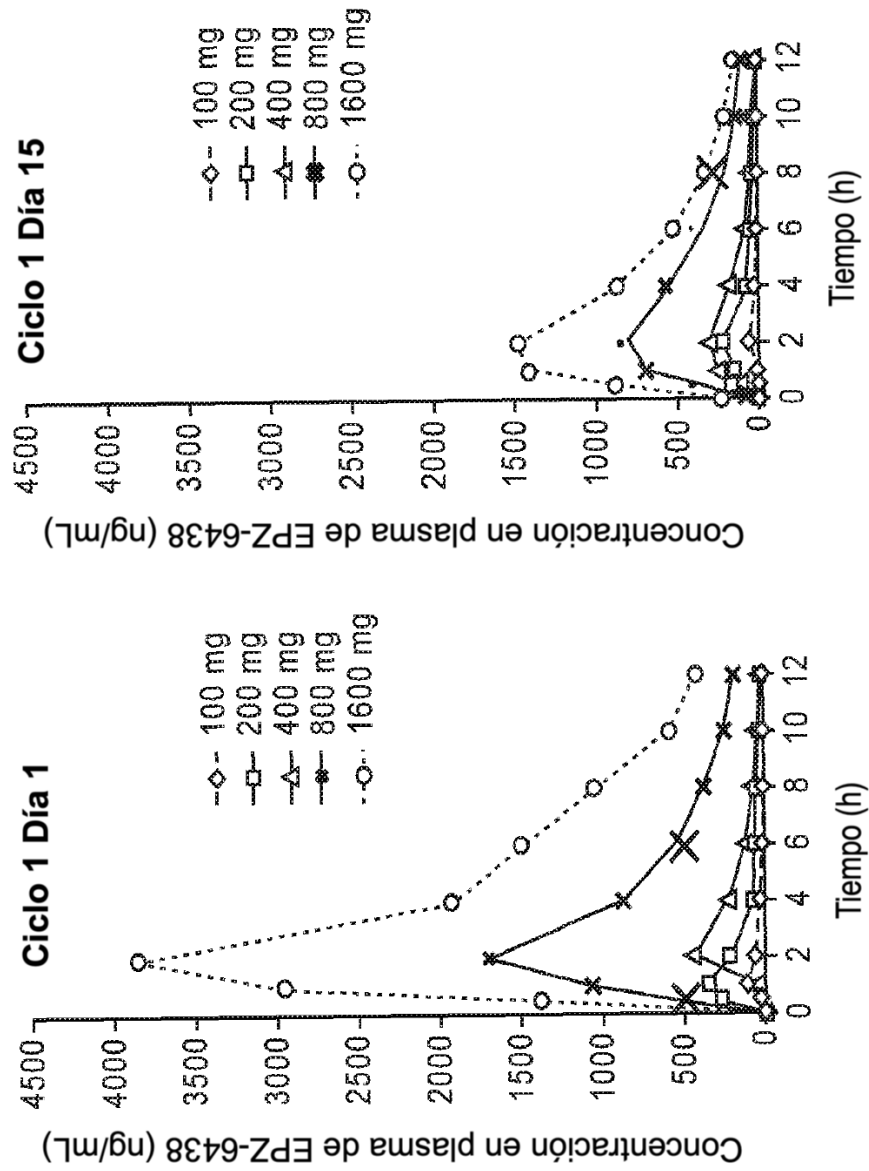 Ciclo 1 Día 1
Concentración en plasma de EPZ-6438 (ng/mL)
4500
4000
3500
3000
2500
2000
1500
1000
500
0
0 2 4 6 8 10 12
Tiempo (h)
100 mg
200 mg
400 mg
800 mg
1600 mg
Ciclo 1 Día 15
Concentración en plasma de EPZ-6438 (ng/mL)
4500
4000
3500
3000
2500
2000
1500
1000
500
0
0 2 4 6 8 10 12
Tiempo (h)
100 mg
200 mg
400 mg
800 mg
1600 mg